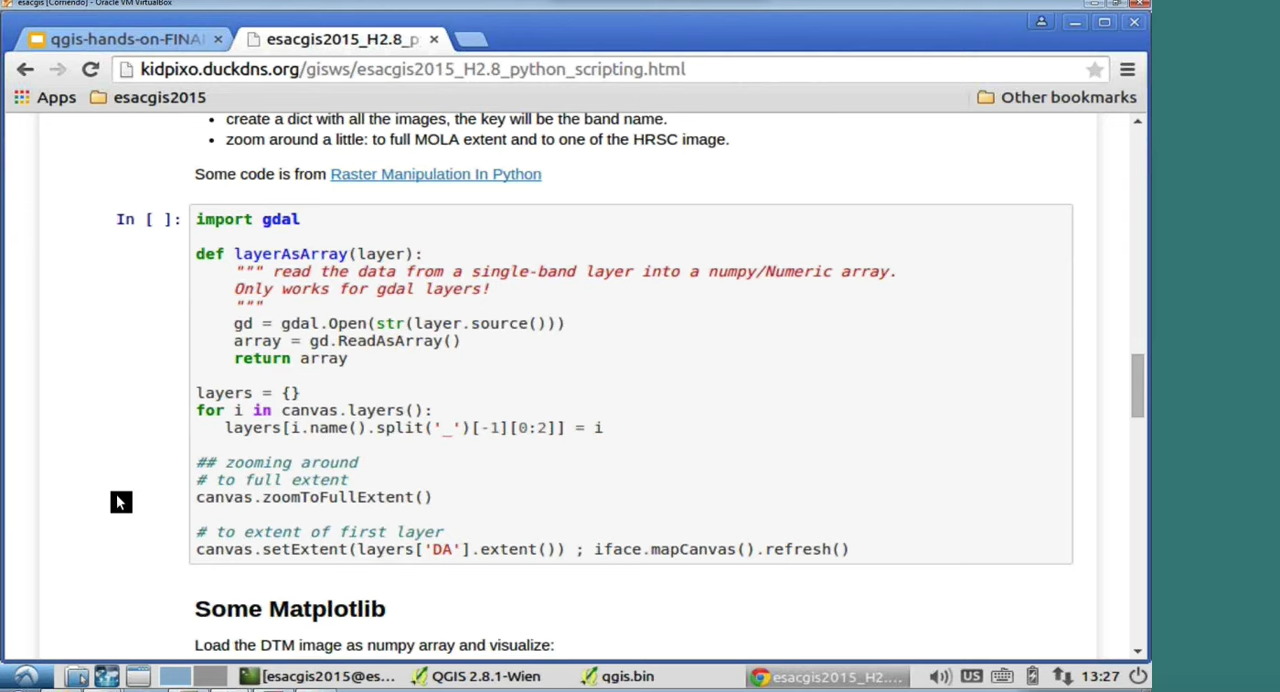 esacgis [Corriendo] - Oracle VM VirtualBox
qgis-hands-on-FINA
esacgis2015_H2.8_p
kidpixo.duckdns.org/gisws/esacgis2015_H2.8_python_scripting.html
Apps esacgis2015 Other bookmarks
• create a dict with all the images, the key will be the band name.
• zoom around a little: to full MOLA extent and to one of the HRSC image.
Some code is from Raster Manipulation In Python
In [ ]:
import gdal
def layerAsArray(layer):
""" read the data from a single-band layer into a numpy/Numeric array.
Only works for gdal layers!
"""
gd = gdal.Open(str(layer.source()))
array = gd.ReadAsArray()
return array
layers = {}
for i in canvas.layers():
layers[i.name().split('_')[-1][0:2]] = i
## zooming around
# to full extent
canvas.zoomToFullExtent()
# to extent of first layer
canvas.setExtent(layers['DA'].extent()) ; iface.mapCanvas().refresh()
Some Matplotlib
Load the DTM image as numpy array and visualize:
[esacgis2015@es... QGIS 2.8.1-Wien qgis.bin esacgis2015_H2.... US 13:27